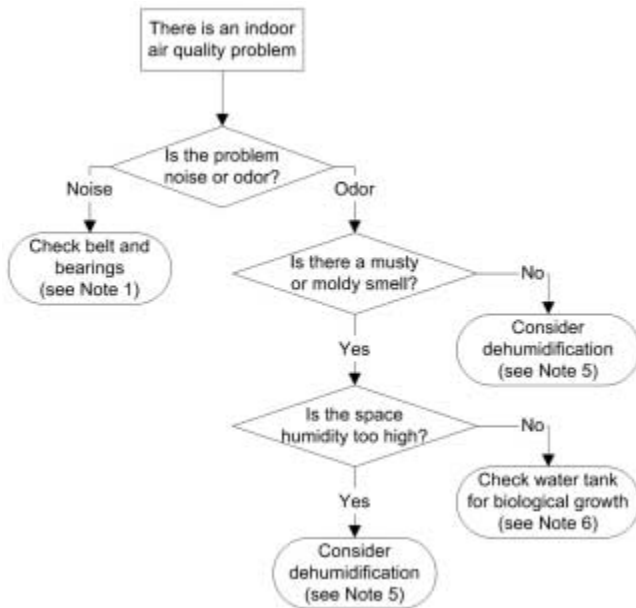 There is an indoor
air quality problem
Is the problem
noise or odor?
Noise
Odor
Check belt and
bearings
(see Note 1)
Is there a musty
or moldy smell?
No
Consider
dehumidification
(see Note 5)
Yes
Is the space
humidity too high?
No
Check water tank
for biological growth
(see Note 6)
Yes
Consider
dehumidification
(see Note 5)